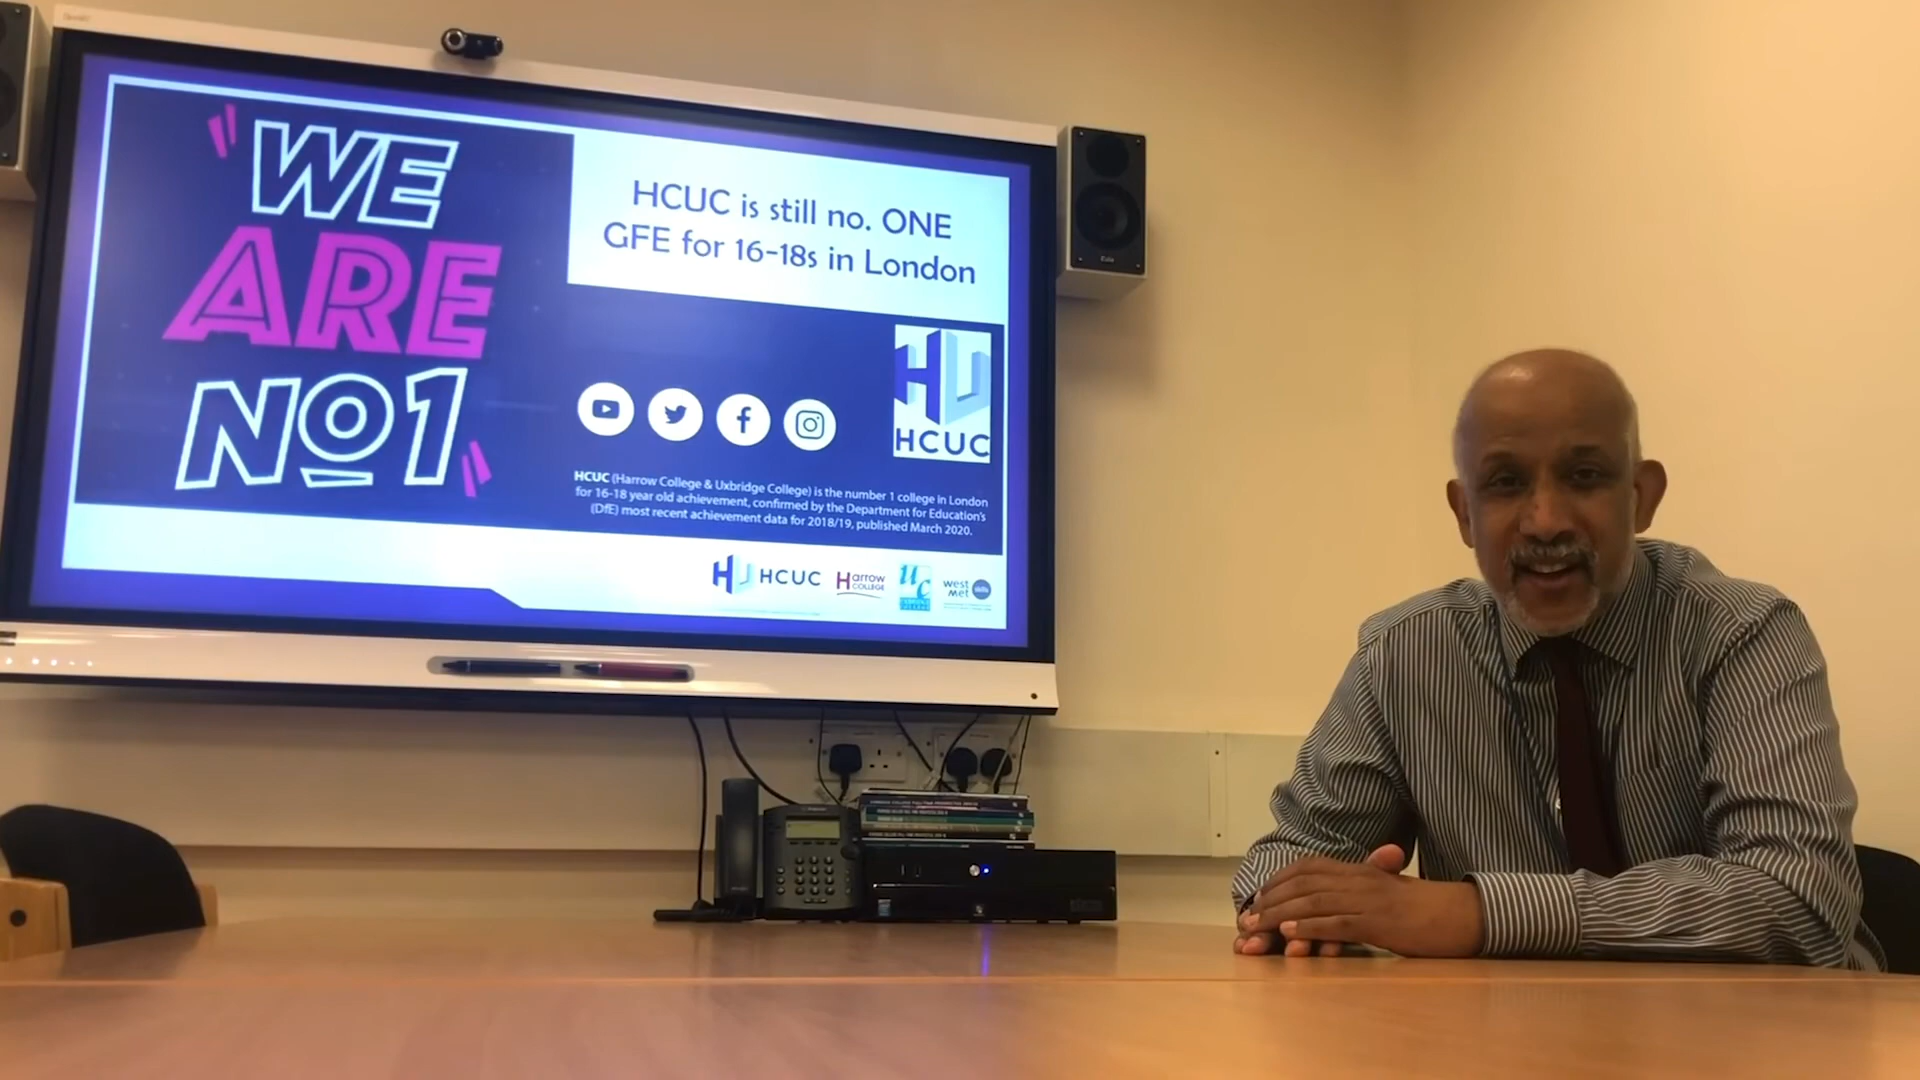 WE
ARE
No1
HCUC is still no. ONE
GFE for 16-18s in London
HCUC
HCUC (Harrow College & Uxbridge College) is the number 1 college in London
for 16-18 year old achievement, confirmed by the Department for Education's
(DfE) most recent achievement data for 2018/19, published March 2020.
HCUC
Harrow
COLLEGE
uc
west
met
skills